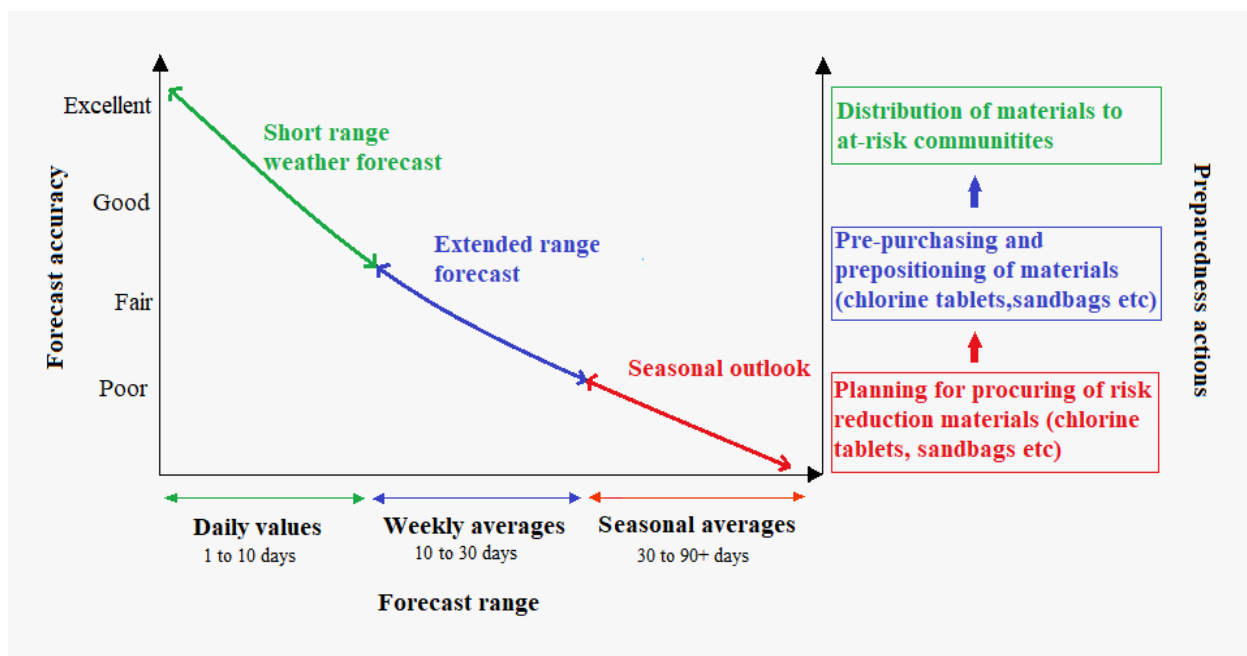 Forecast accuracy
Excellent
Good
Fair
Poor
Short range
weather forecast
Extended range
forecast
Seasonal outlook
Daily values
1 to 10 days
Weekly averages
10 to 30 days
Seasonal averages
30 to 90+ days
Forecast range
Distribution of materials to
at-risk communitites
Pre-purchasing and
prepositioning of materials
(chlorine tablets,sandbags etc)
Planning for procuring of risk
reduction materials (chlorine
tablets, sandbags etc)
Preparedness actions